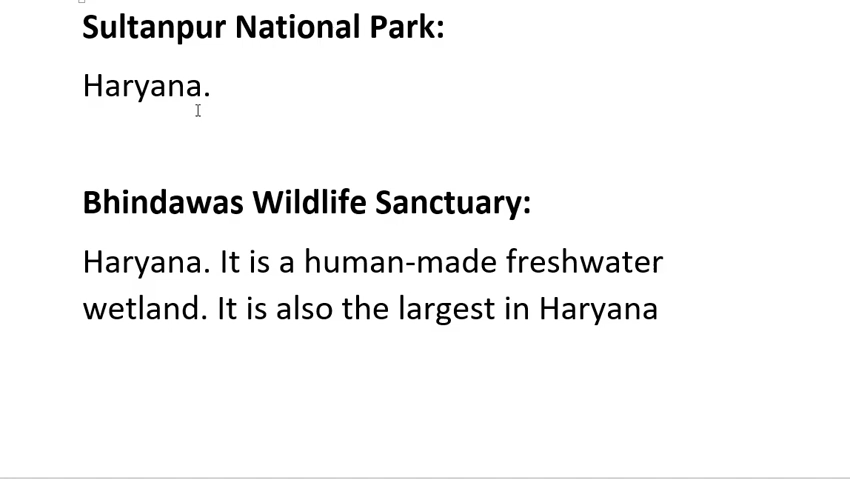 Sultanpur National Park:
Haryana.
Bhindawas Wildlife Sanctuary:
Haryana. It is a human-made freshwater
wetland. It is also the largest in Haryana